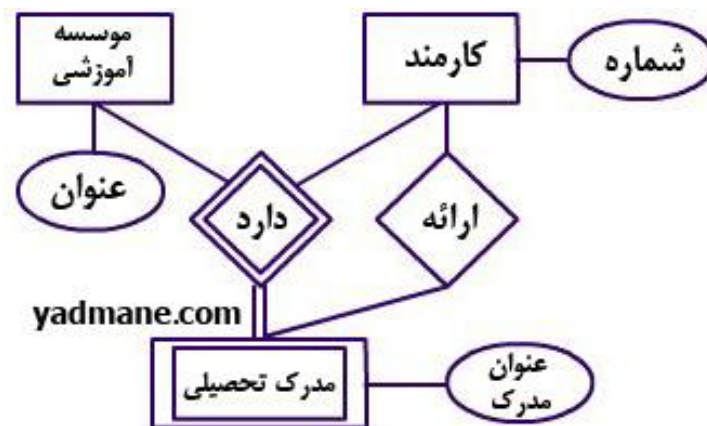 موسسه
آموزشی
کارمند
شماره
عنوان
دارد
ارائه
yadmane.com
مدرک تحصیلی
عنوان
مدرک